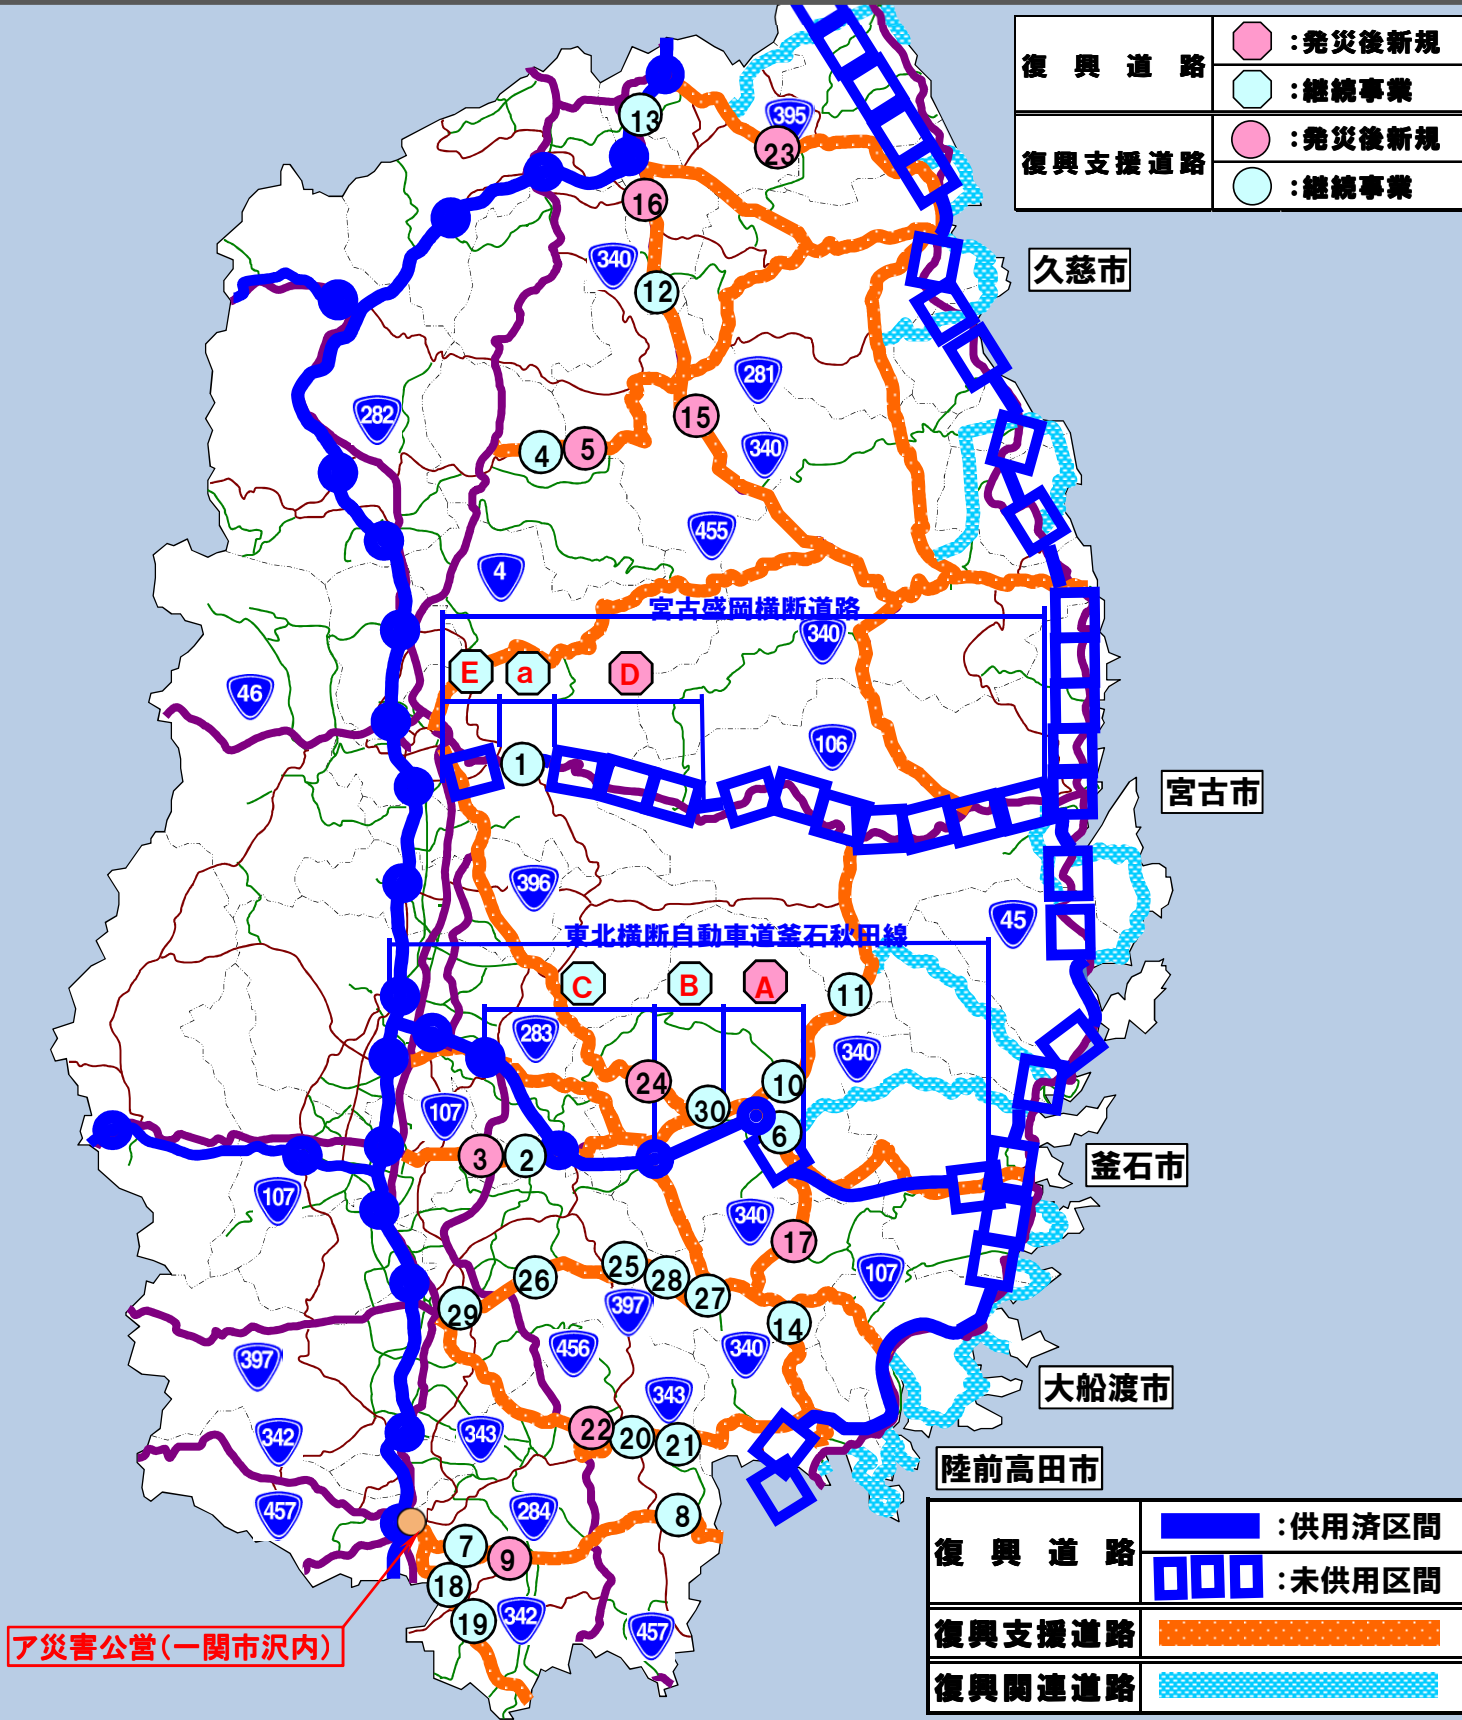 復興道路
：発災後新規
：継続事業
復興支援道路
：発災後新規
：継続事業
13
395
23
16
340
12
久慈市
281
282
15
340
4
5
455
4
宮古盛岡横断道路
340
E
a
D
46
106
1
宮古市
396
45
東北横断自動車道釜石秋田線
C
B
A
11
283
340
24
10
30
6
107
3
2
釜石市
107
340
17
25
26
28
27
107
29
397
14
456
340
397
大船渡市
343
22
20
21
342
343
陸前高田市
457
284
8
7
9
18
19
342
457
ア災害公営(一関市沢内)
復興道路
：供用済区間
：未供用区間
復興支援道路
復興関連道路